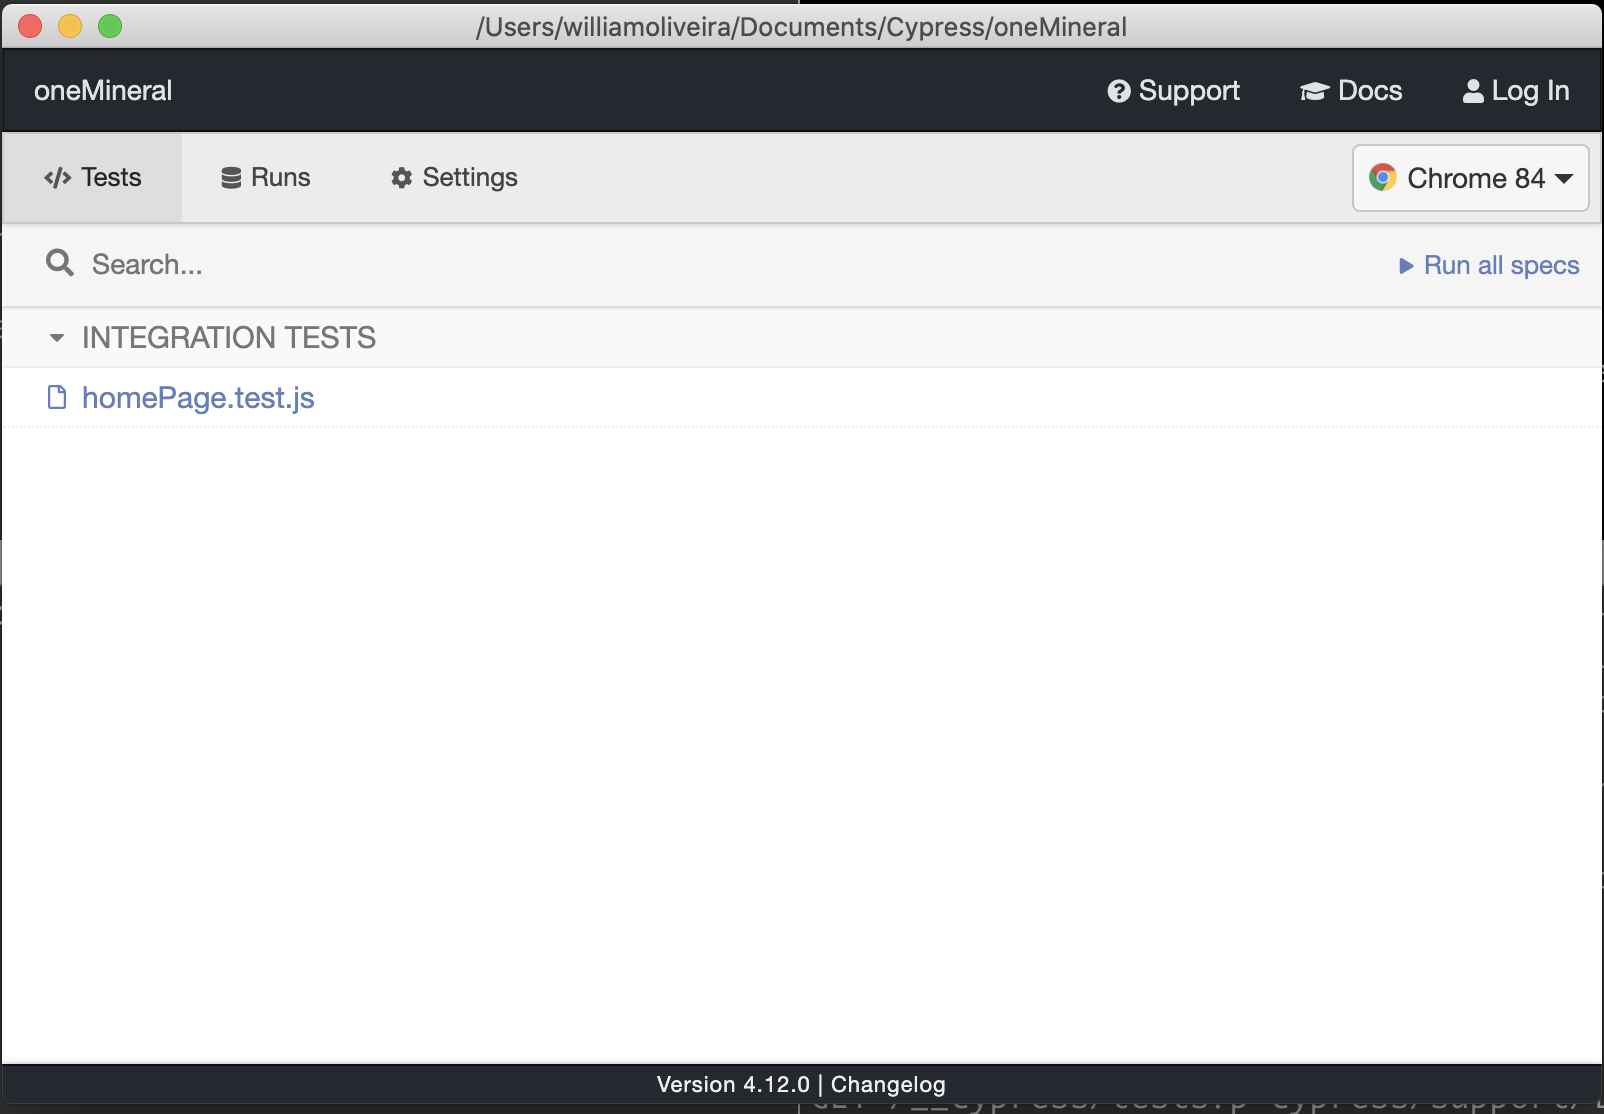 /Users/williamoliveira/Documents/Cypress/oneMineral
oneMineral Support Docs Log In
Tests Runs Settings Chrome 84
Search... Run all specs
INTEGRATION TESTS
homePage.test.js
Version 4.12.0 | Changelog